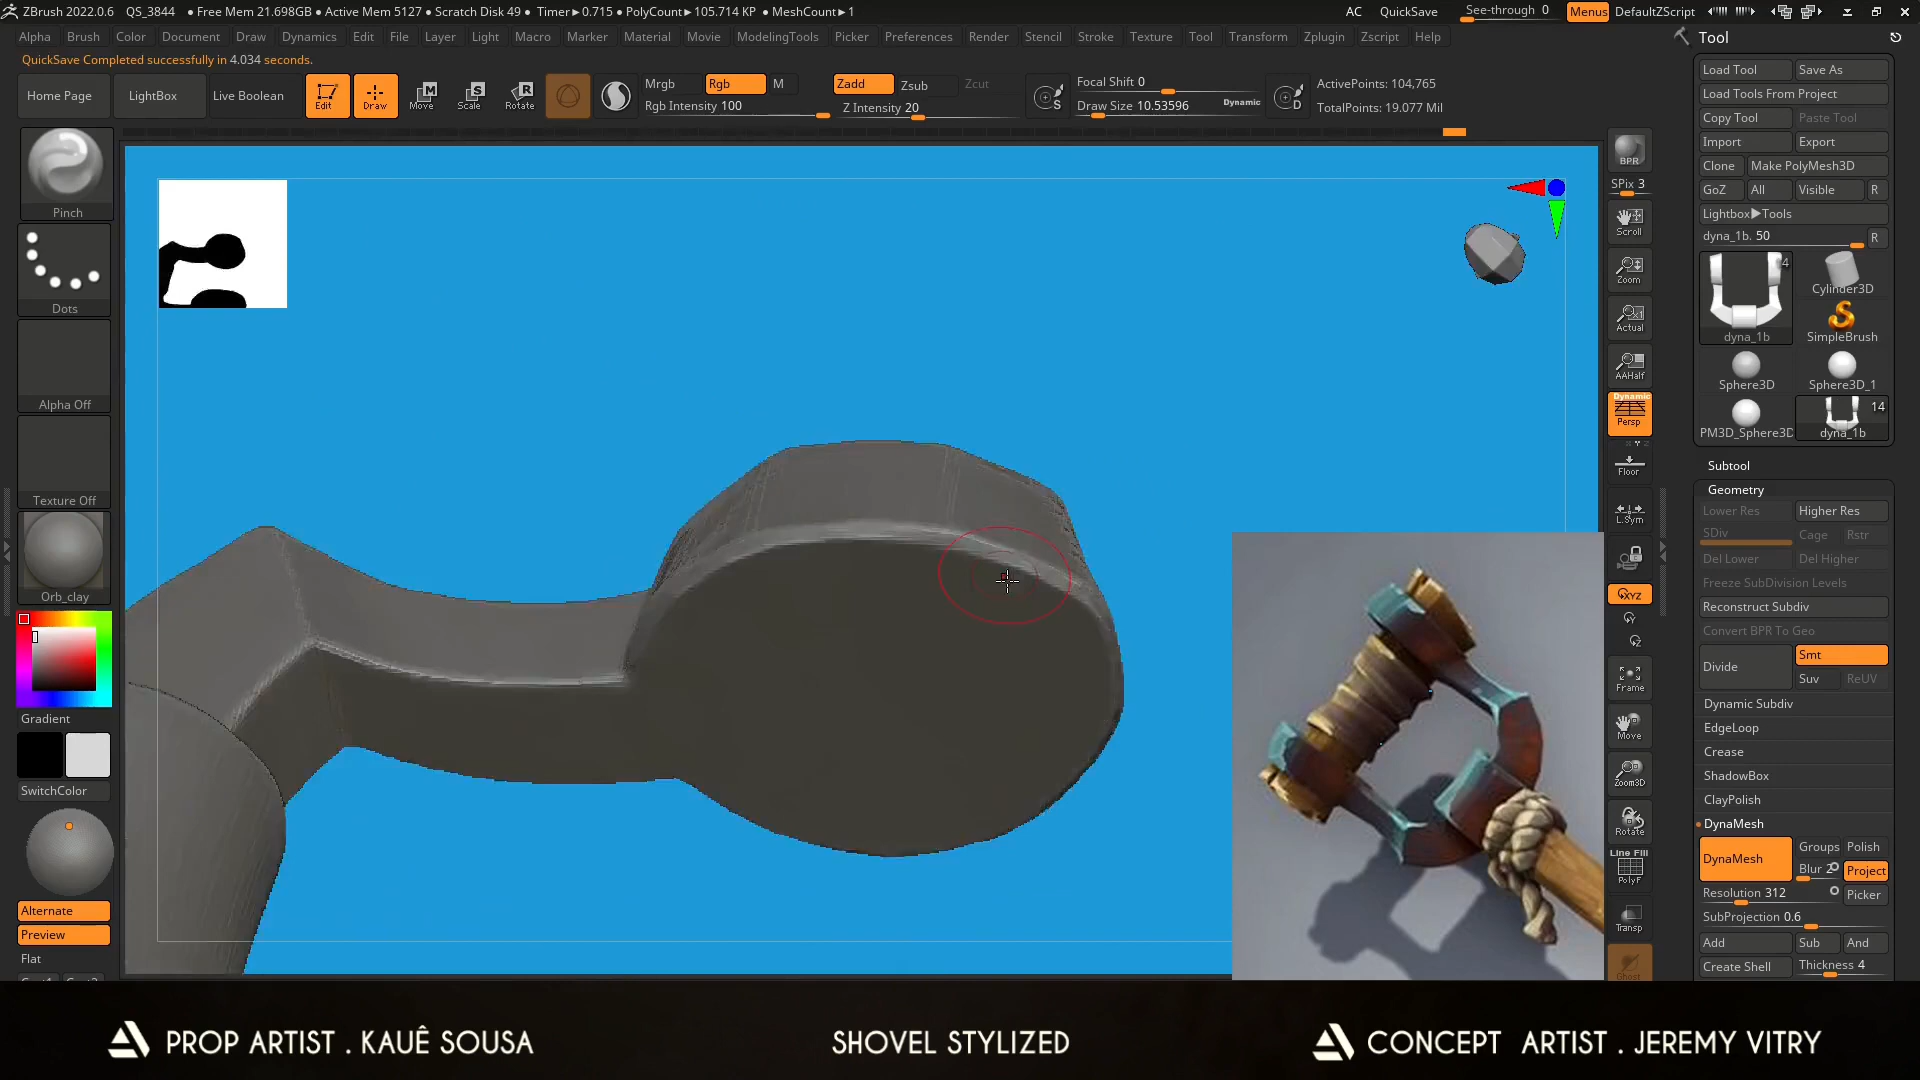 ZBrush 2022.0.6 QS_3844 ● Free Mem 21.698GB ● Active Mem 5127 ● Scratch Disk 49 ● Timer▶0.715 ● PolyCount▶105.714 KP ● MeshCount▶1 AC QuickSave See-through 0 Menus DefaultZScript
Alpha Brush Color Document Draw Dynamics Edit File Layer Light Macro Marker Material Movie ModelingTools Picker Preferences Render Stencil Stroke Texture Tool Transform Zplugin Zscript Help
QuickSave Completed successfully in 4.034 seconds.
Home Page LightBox Live Boolean Edit Draw Move Scale Rotate
Mrgb Rgb M
Rgb Intensity 100
Zadd Zsub Zcut
Z Intensity 20
S
Focal Shift 0
Draw Size 10.53596 Dynamic
D
ActivePoints: 104,765
TotalPoints: 19.077 Mil
Pinch
Dots
Alpha Off
Texture Off
Orb_clay
Gradient
SwitchColor
Alternate
Preview
Flat
BPR
SPix 3
Scroll
Zoom
Actual
AAHalf
Dynamic
Persp
Floor
L.Sym
XYZ
Frame
Move
Zoom3D
Rotate
Line Fill
PolyF
Transp
Ghost
Tool
Load Tool Save As
Load Tools From Project
Copy Tool Paste Tool
Import Export
Clone Make PolyMesh3D
GoZ All Visible R
Lightbox▶Tools
dyna_1b. 50 R
4
dyna_1b
Cylinder3D
SimpleBrush
Sphere3D Sphere3D_1
14
PM3D_Sphere3D dyna_1b
Subtool
Geometry
Lower Res Higher Res
SDiv Cage Rstr
Del Lower Del Higher
Freeze SubDivision Levels
Reconstruct Subdiv
Convert BPR To Geo
Divide Smt
Suv ReUV
Dynamic Subdiv
EdgeLoop
Crease
ShadowBox
ClayPolish
DynaMesh
DynaMesh Groups Polish
Blur 2 Project
Resolution 312 Picker
SubProjection 0.6
Add Sub And
Create Shell Thickness 4
PROP ARTIST . KAUÊ SOUSA
SHOVEL STYLIZED
CONCEPT ARTIST . JEREMY VITRY